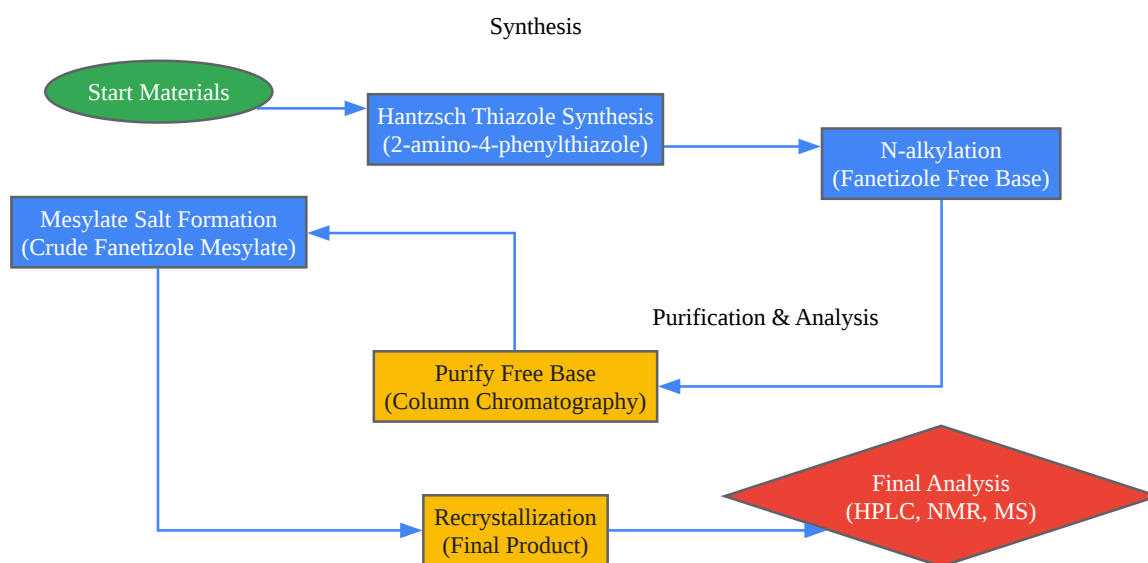 Synthesis
Start Materials
Hantzsch Thiazole Synthesis
(2-amino-4-phenylthiazole)
N-alkylation
(Fanetizole Free Base)
Mesylate Salt Formation
(Crude Fanetizole Mesylate)
Purification & Analysis
Purify Free Base
(Column Chromatography)
Final Analysis
(HPLC, NMR, MS)
Recrystallization
(Final Product)